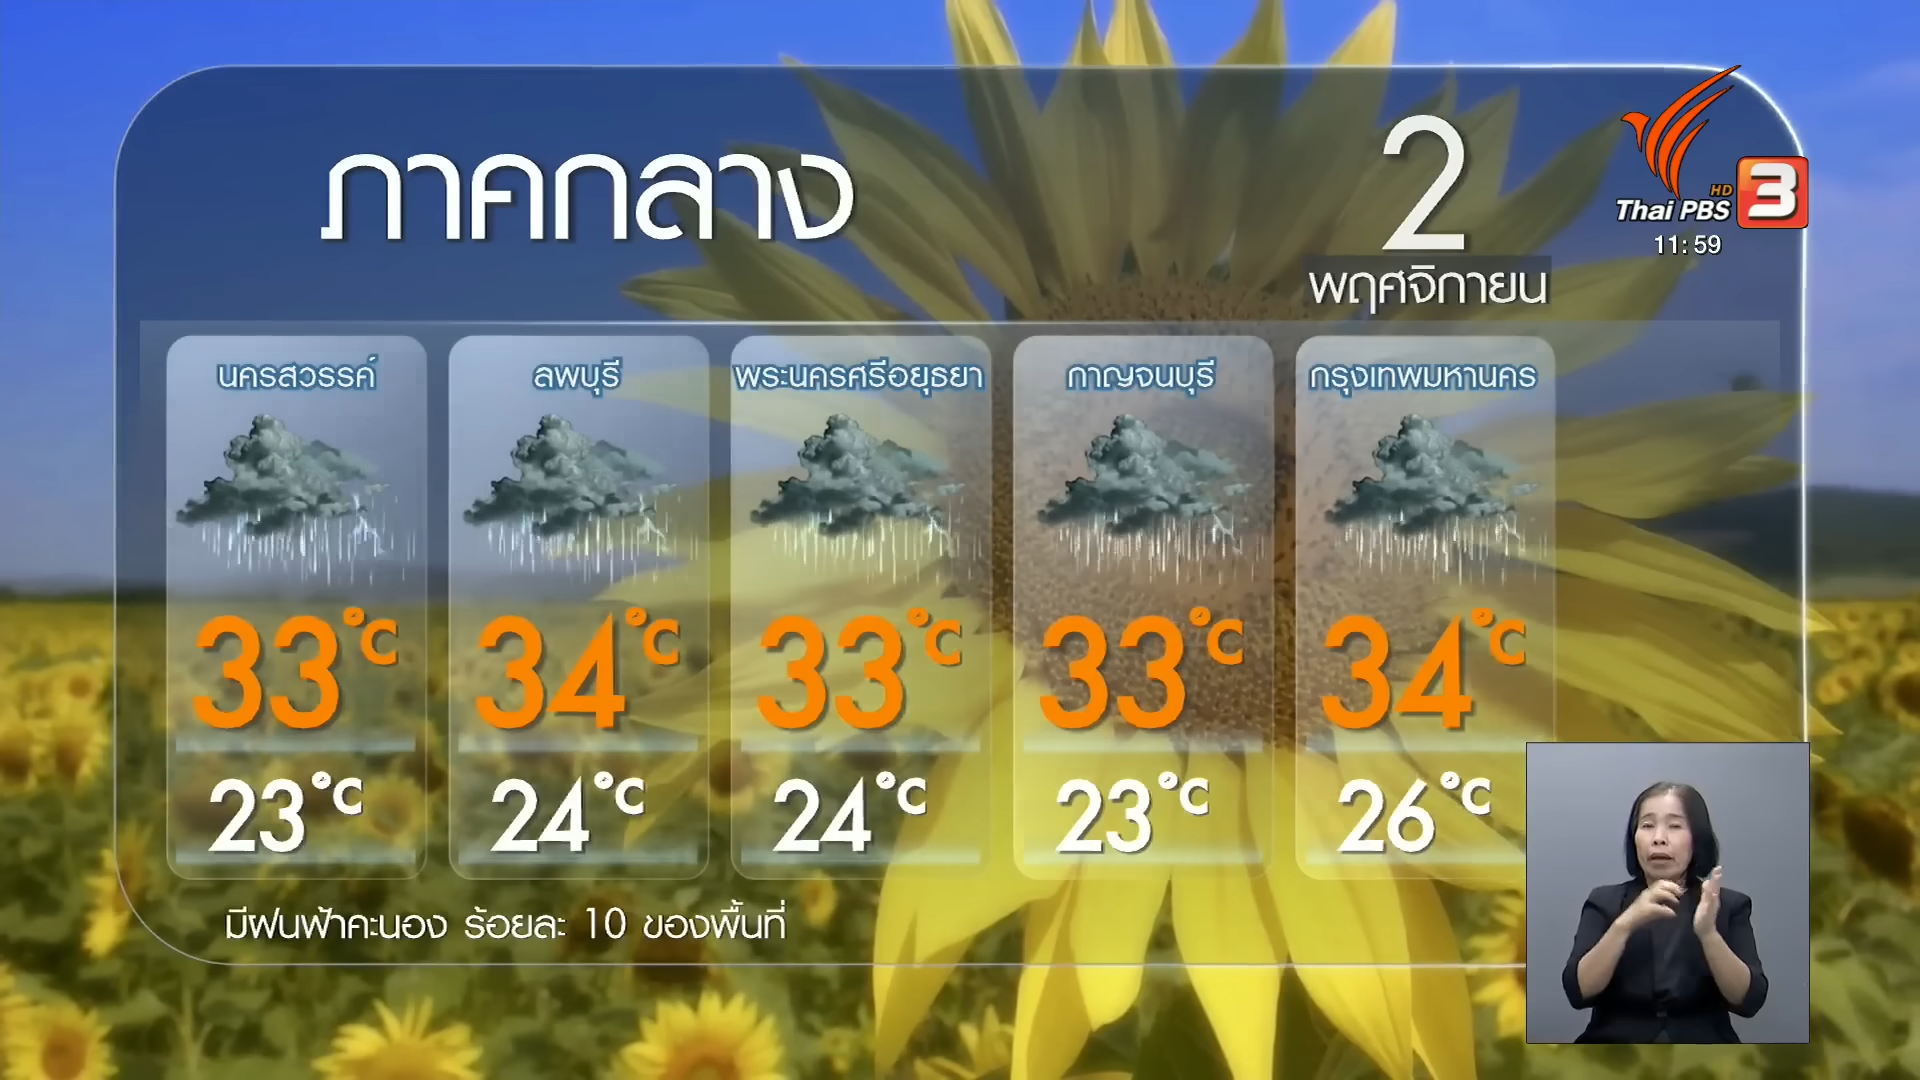 ภาคกลาง
2
พฤศจิกายน
HD
Thai PBS
3
11:59
นครสวรรค์
ลพบุรี
พระนครศรีอยุธยา
กาญจนบุรี
กรุงเทพมหานคร
33°C
34°C
33°C
33°C
34°C
23°C
24°C
24°C
23°C
26°C
มีฝนฟ้าคะนอง ร้อยละ 10 ของพื้นที่